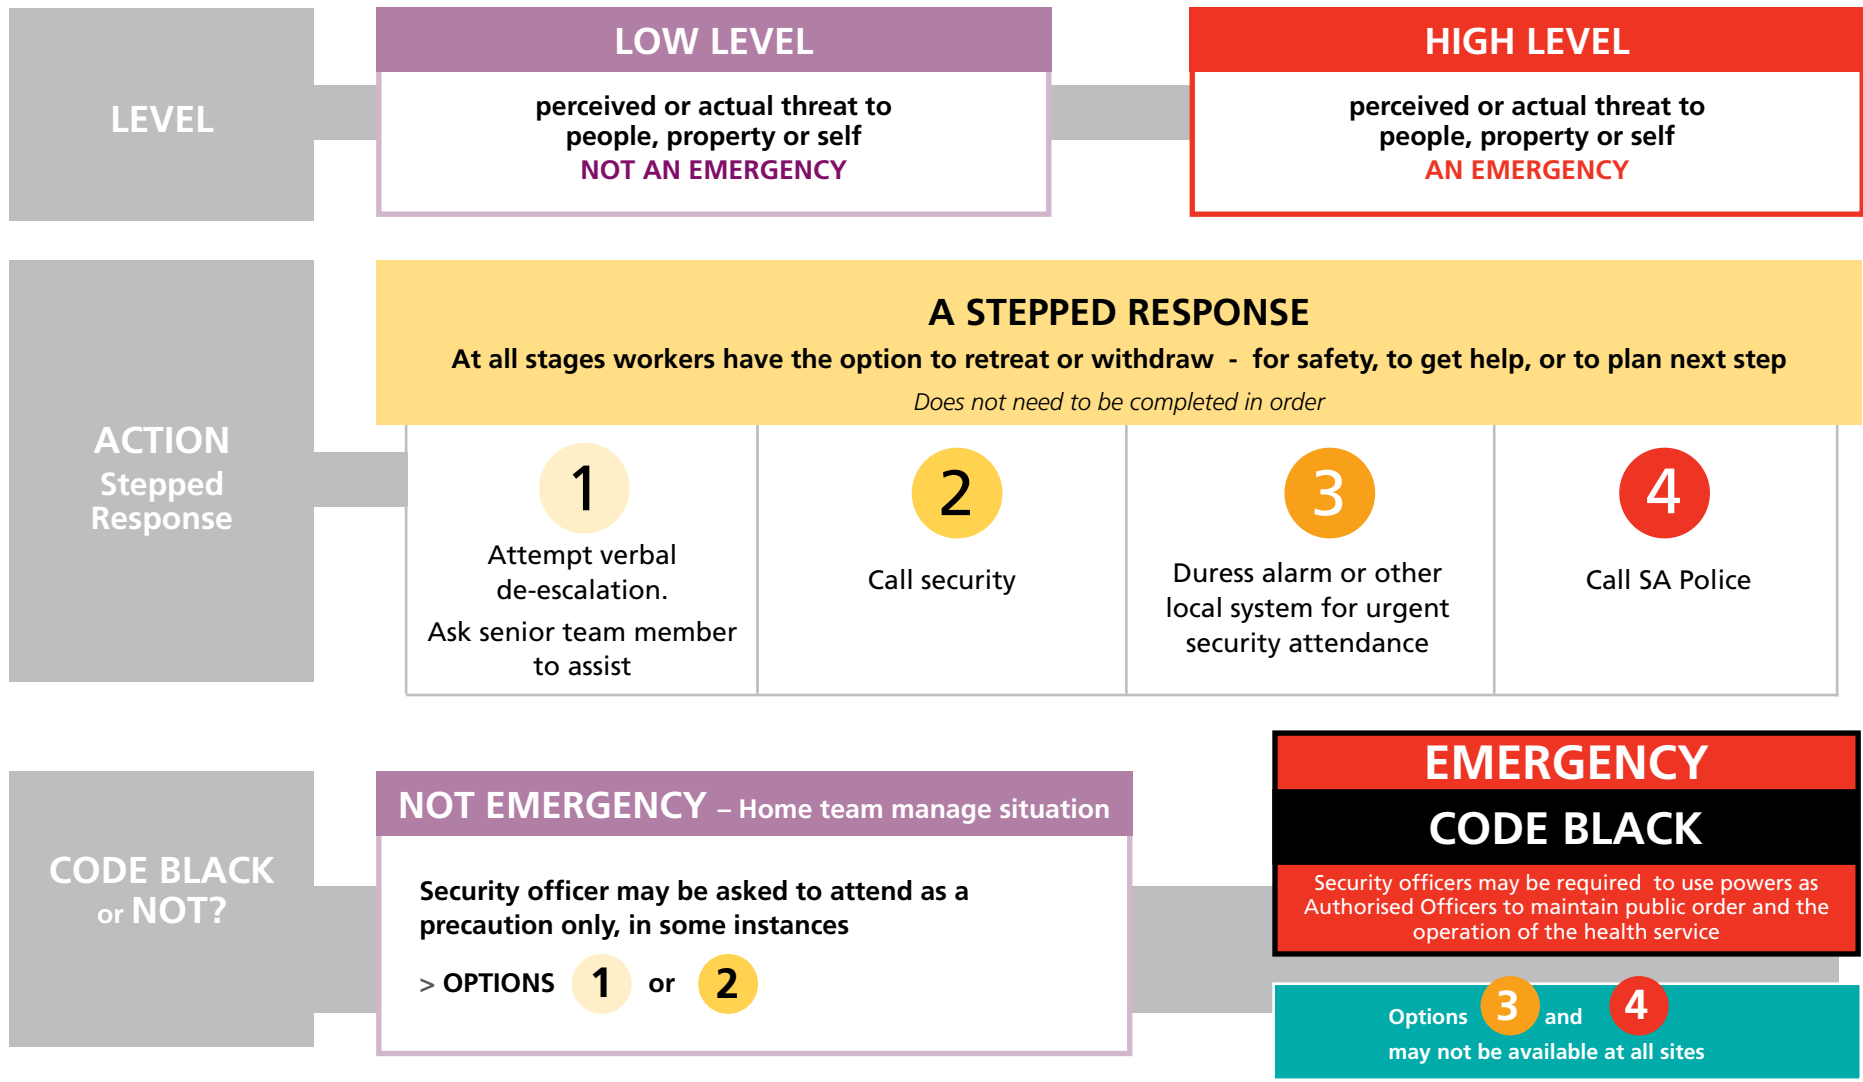 LEVEL
LOW LEVEL
perceived or actual threat to
people, property or self
NOT AN EMERGENCY
HIGH LEVEL
perceived or actual threat to
people, property or self
AN EMERGENCY
ACTION
Stepped
Response
A STEPPED RESPONSE
At all stages workers have the option to retreat or withdraw - for safety, to get help, or to plan next step
Does not need to be completed in order
1
Attempt verbal
de-escalation.
Ask senior team member
to assist
2
Call security
3
Duress alarm or other
local system for urgent
security attendance
4
Call SA Police
CODE BLACK
or NOT?
NOT EMERGENCY – Home team manage situation
Security officer may be asked to attend as a
precaution only, in some instances
> OPTIONS 1 or 2
EMERGENCY
CODE BLACK
Security officers may be required to use powers as
Authorised Officers to maintain public order and the
operation of the health service
Options 3 and 4
may not be available at all sites